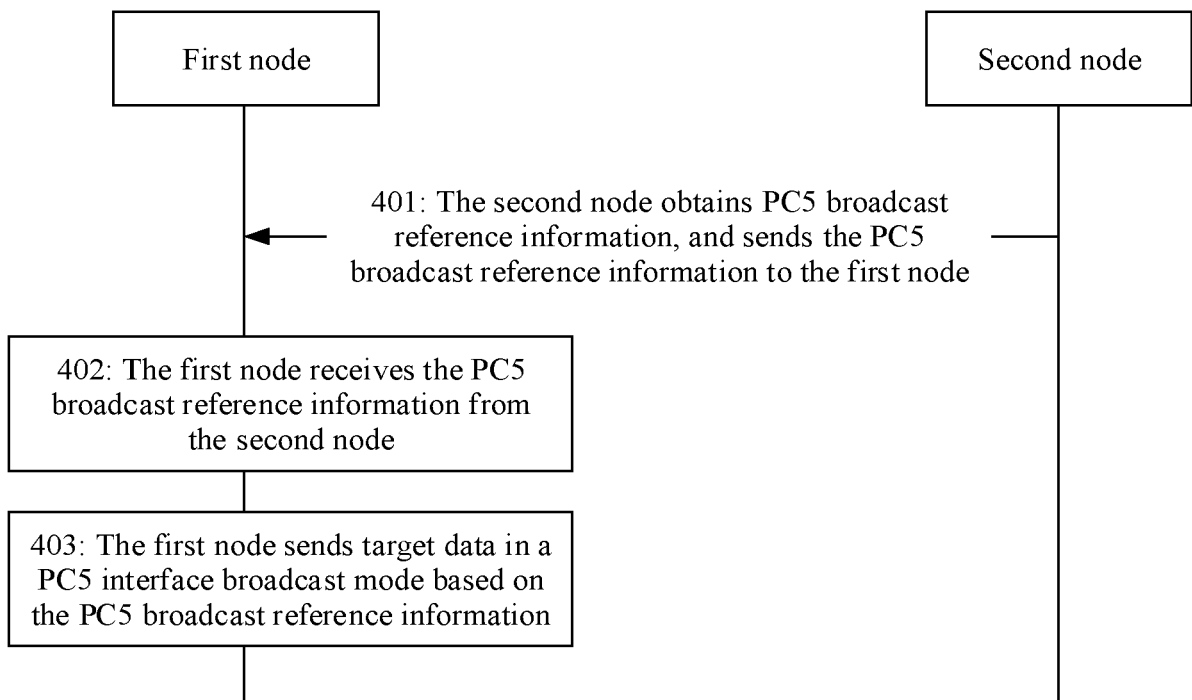 First node
Second node
401: The second node obtains PC5 broadcast
reference information, and sends the PC5
broadcast reference information to the first node
402: The first node receives the PC5
broadcast reference information from
the second node
403: The first node sends target data in a
PC5 interface broadcast mode based on
the PC5 broadcast reference information